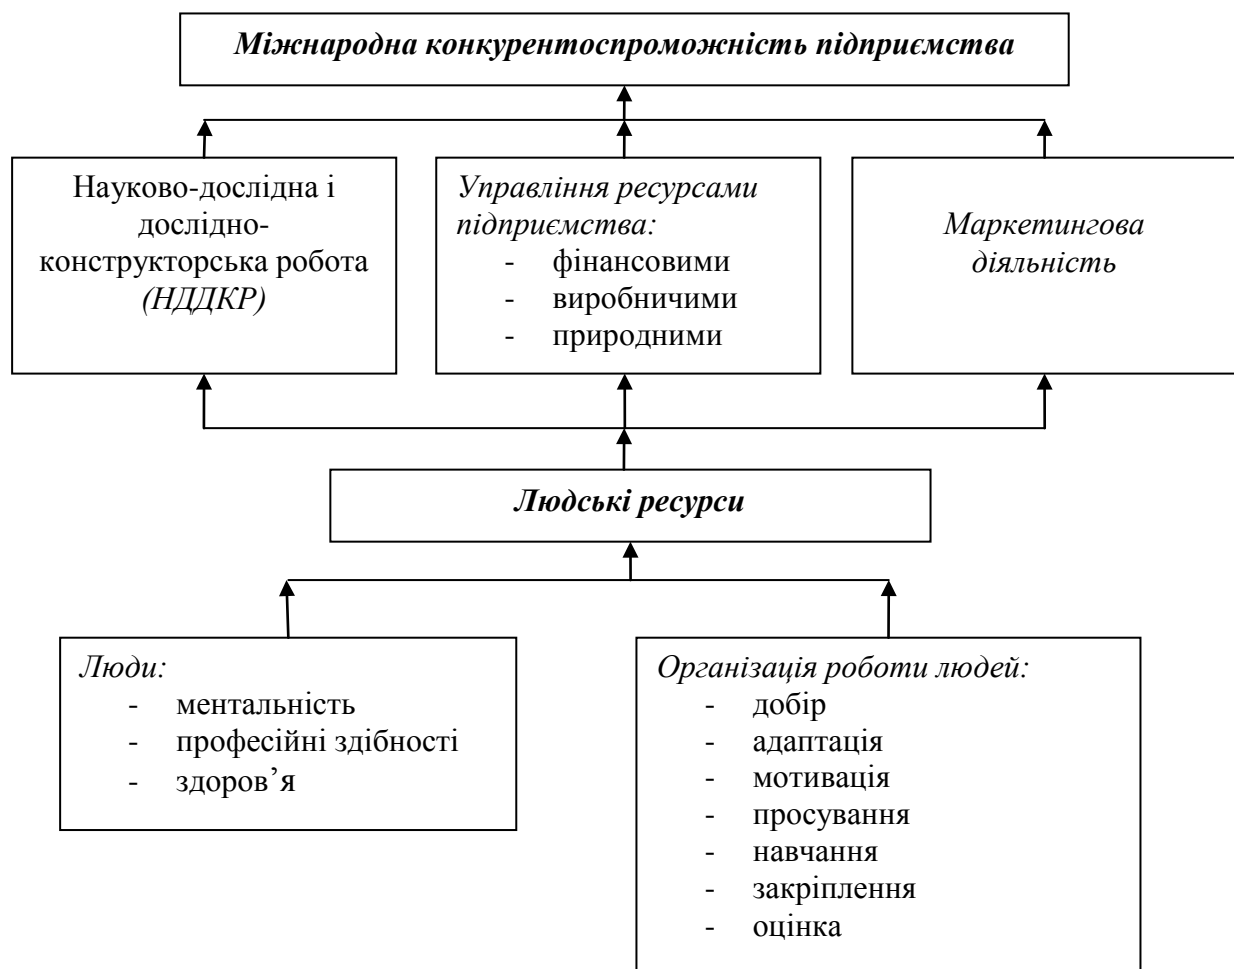 Міжнародна конкурентоспроможність підприємства
Науково-дослідна і
дослідно-
конструкторська робота
(НДДКР)
Управління ресурсами
підприємства:
- фінансовими
- виробничими
- природними
Маркетингова
діяльність
Людські ресурси
Люди:
- ментальність
- професійні здібності
- здоров’я
Організація роботи людей:
- добір
- адаптація
- мотивація
- просування
- навчання
- закріплення
- оцінка